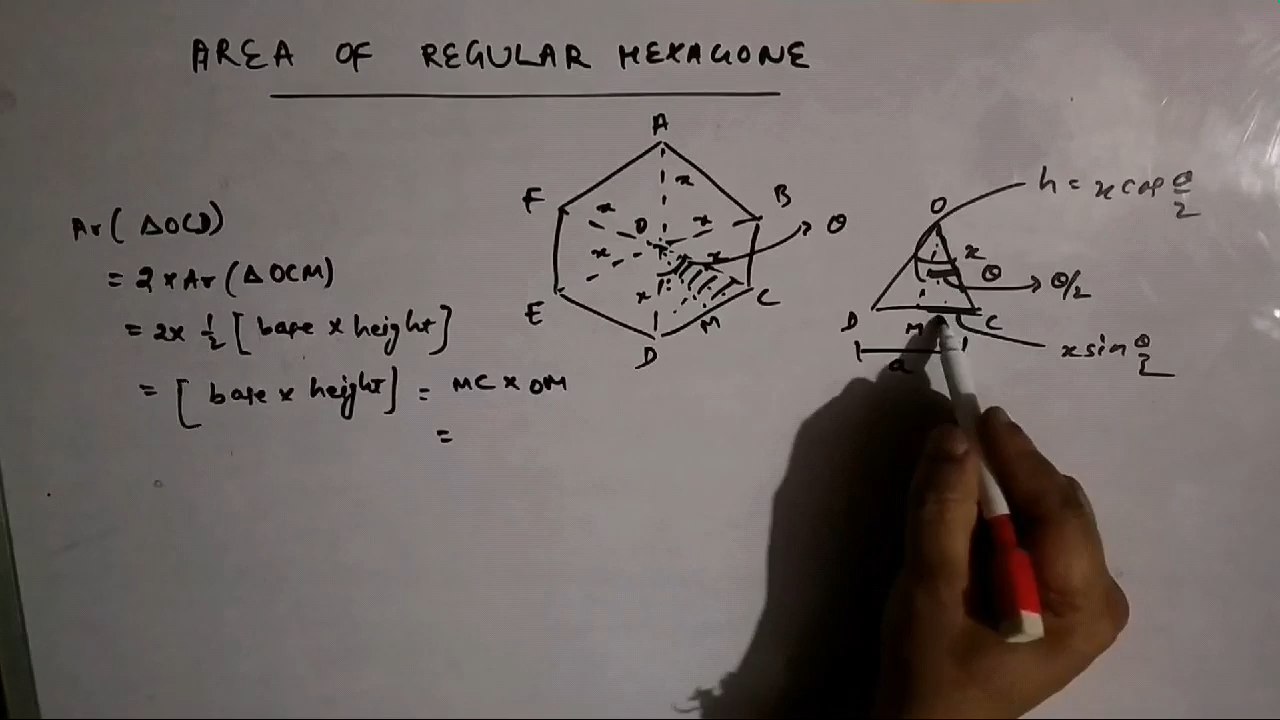 AREA OF REGULAR HEXAGONE
Ar( ΔOCD)
= 2 x Ar( ΔOCM)
= 2x 1/2 [ base x height]
= [ base x height] = MC x OM
=
A
B
C
D
E
F
O
M
x
x
x
x
x
x
θ
O
D
M
C
x
θ
θ/2
a
h = x cos θ/2
x sin θ/2